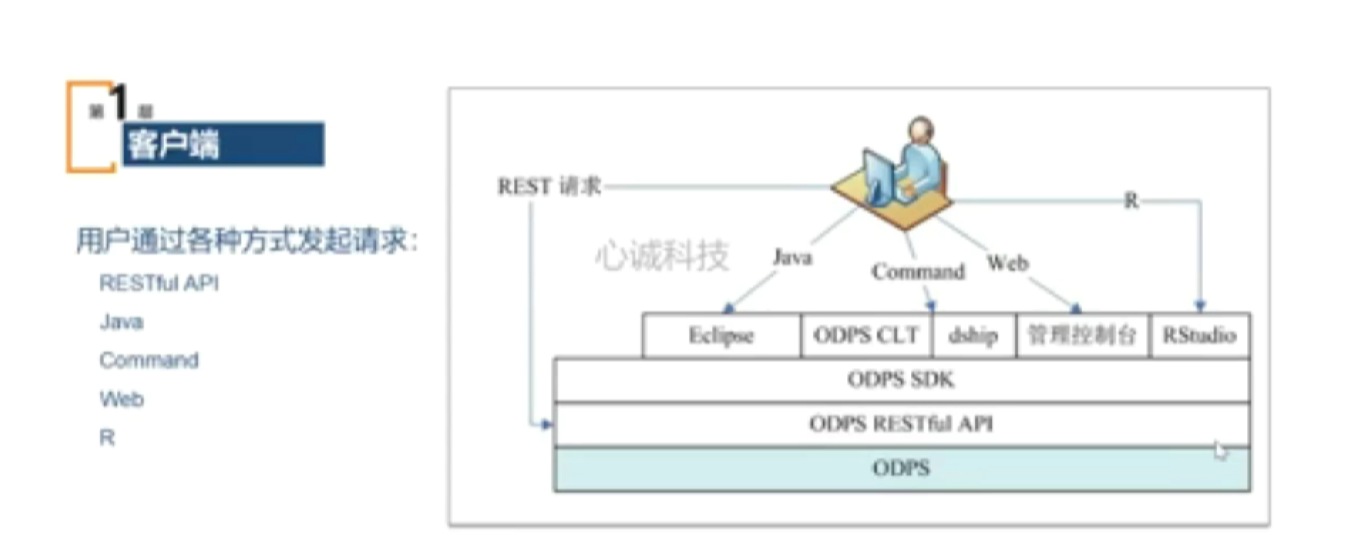 第1层
客户端
用户通过各种方式发起请求：
RESTful API
Java
Command
Web
R
REST 请求
R
心诚科技
Java
Command
Web
Eclipse
ODPS CLT
dship
管理控制台
RStudio
ODPS SDK
ODPS RESTful API
ODPS